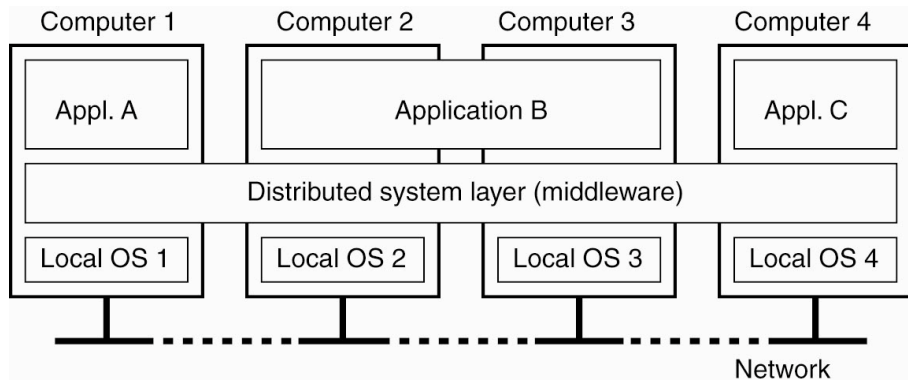 Computer 1
Computer 2
Computer 3
Computer 4
Appl. A
Application B
Appl. C
Distributed system layer (middleware)
Local OS 1
Local OS 2
Local OS 3
Local OS 4
Network